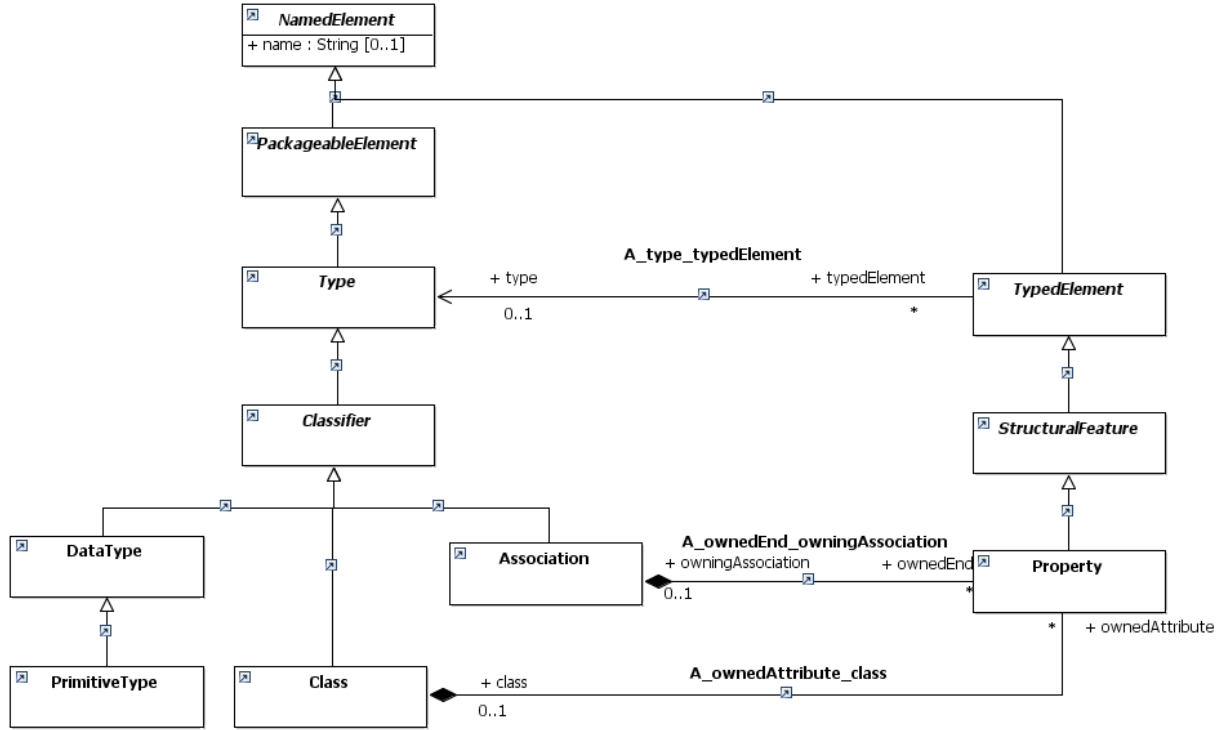 NamedElement
+ name : String [0..1]
PackageableElement
A_type_typedElement
Type
+ type
+ typedElement
TypedElement
0..1
*
Classifier
StructuralFeature
DataType
Association
A_ownedEnd_owningAssociation
+ owningAssociation
+ ownedEnd
Property
0..1
*
*
+ ownedAttribute
PrimitiveType
Class
+ class
A_ownedAttribute_class
0..1